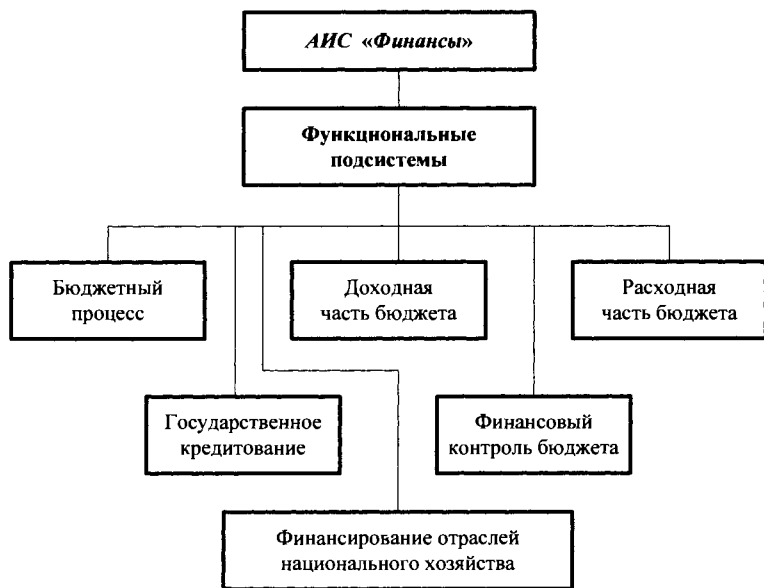 АИС «Финансы»
Функциональные
подсистемы
Бюджетный
процесс
Доходная
часть бюджета
Расходная
часть бюджета
Государственное
кредитование
Финансовый
контроль бюджета
Финансирование отраслей
национального хозяйства